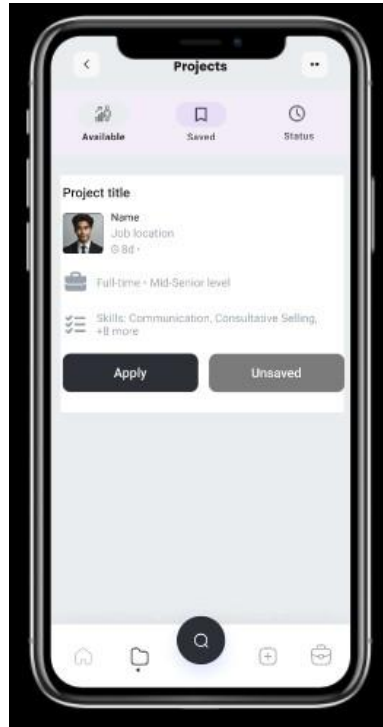 Projects
Available Saved Status
Project title
Name
Job location
8d •
Full-time • Mid-Senior level
Skills: Communication, Consultative Selling,
+8 more
Apply Unsaved